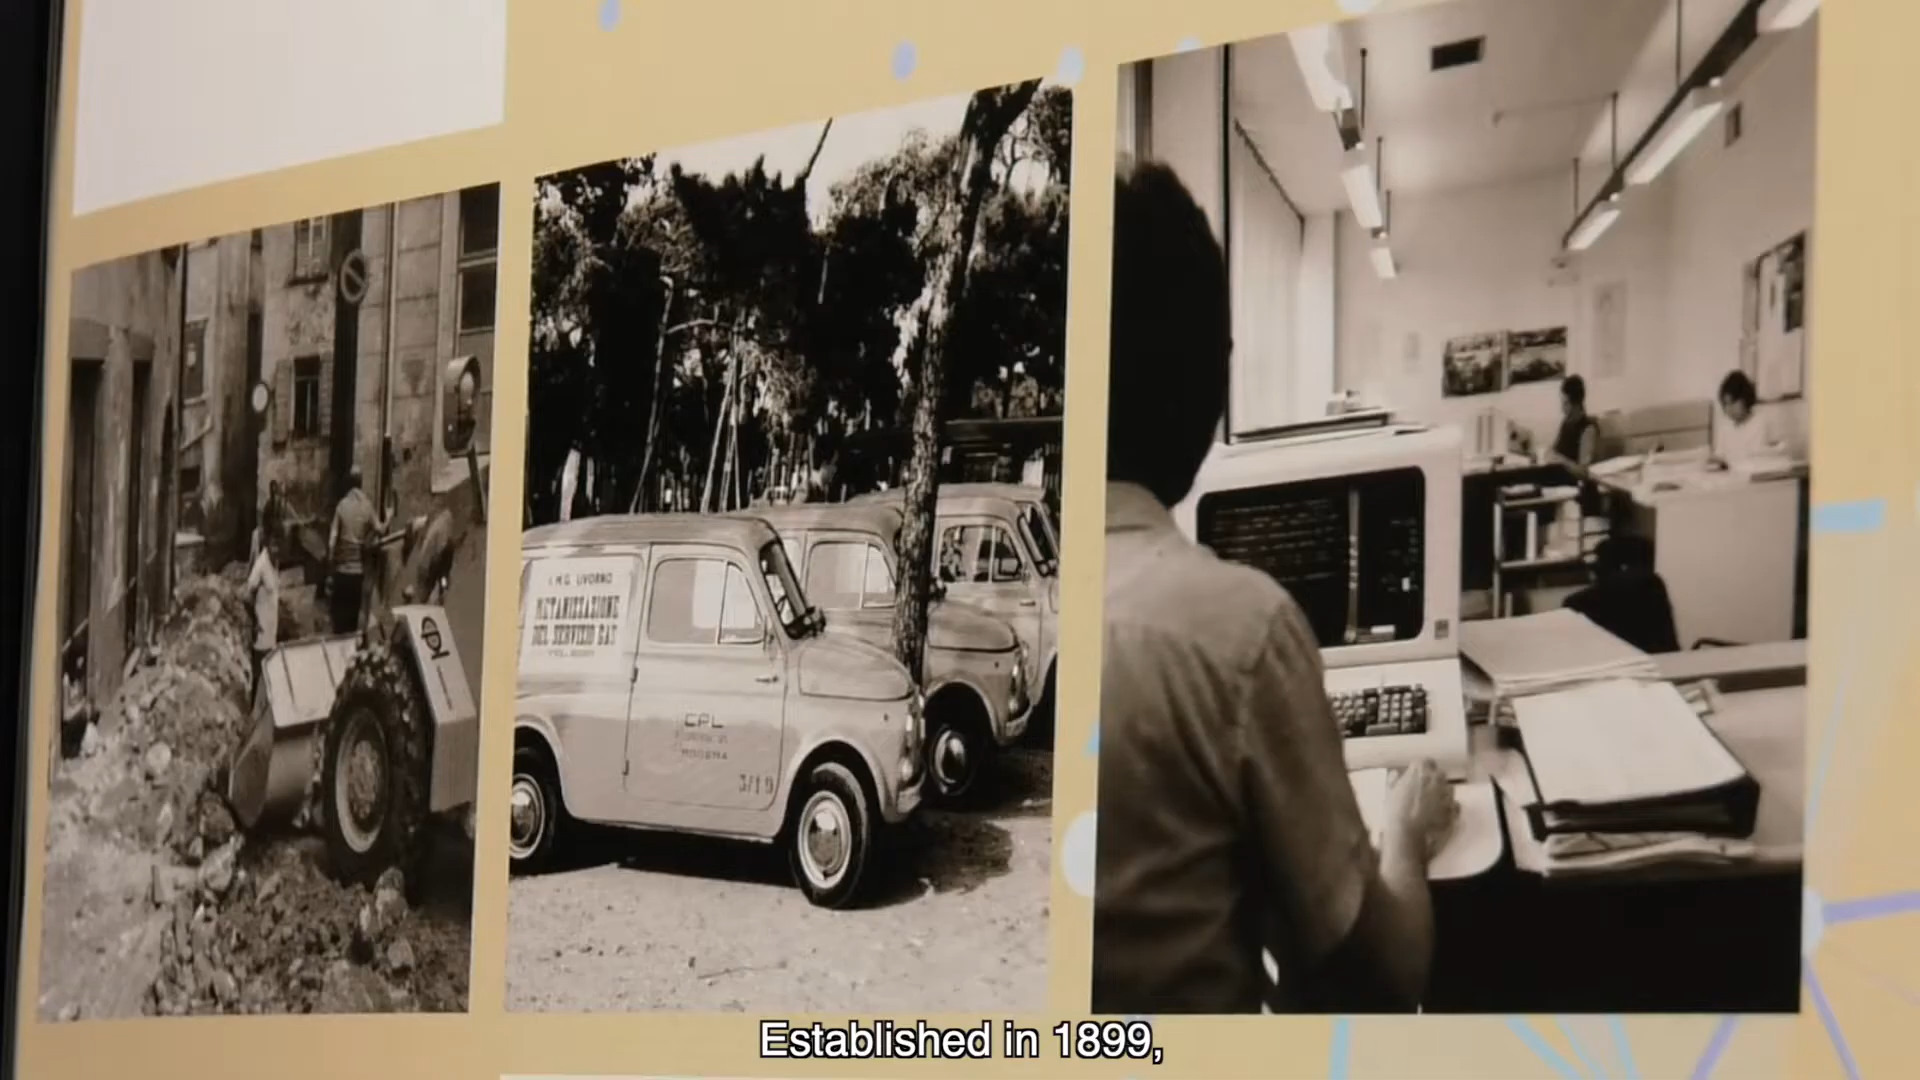 I.M.G. LIVORNO
METANIZZAZIONE
DEL SERVIZIO GAS
CPL
MODENA
Established in 1899,